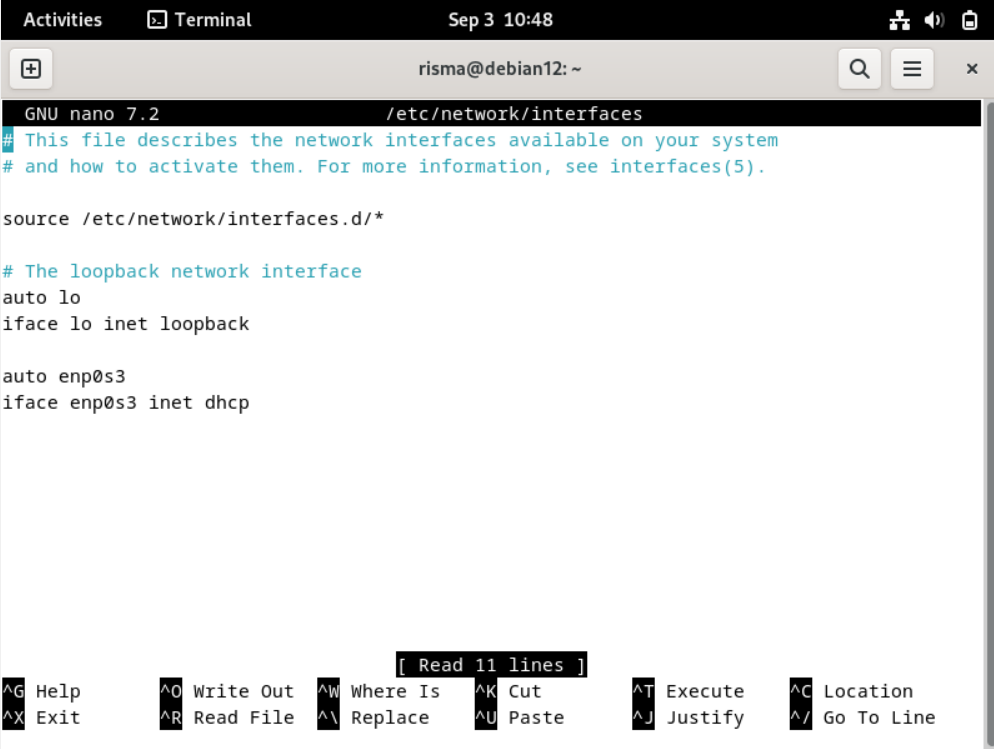 Activities Terminal Sep 3 10:48
risma@debian12: ~
GNU nano 7.2 /etc/network/interfaces
# This file describes the network interfaces available on your system
# and how to activate them. For more information, see interfaces(5).
source /etc/network/interfaces.d/*
# The loopback network interface
auto lo
iface lo inet loopback
auto enp0s3
iface enp0s3 inet dhcp
[ Read 11 lines ]
^G Help ^O Write Out ^W Where Is ^K Cut ^T Execute ^C Location
^X Exit ^R Read File ^\ Replace ^U Paste ^J Justify ^/ Go To Line